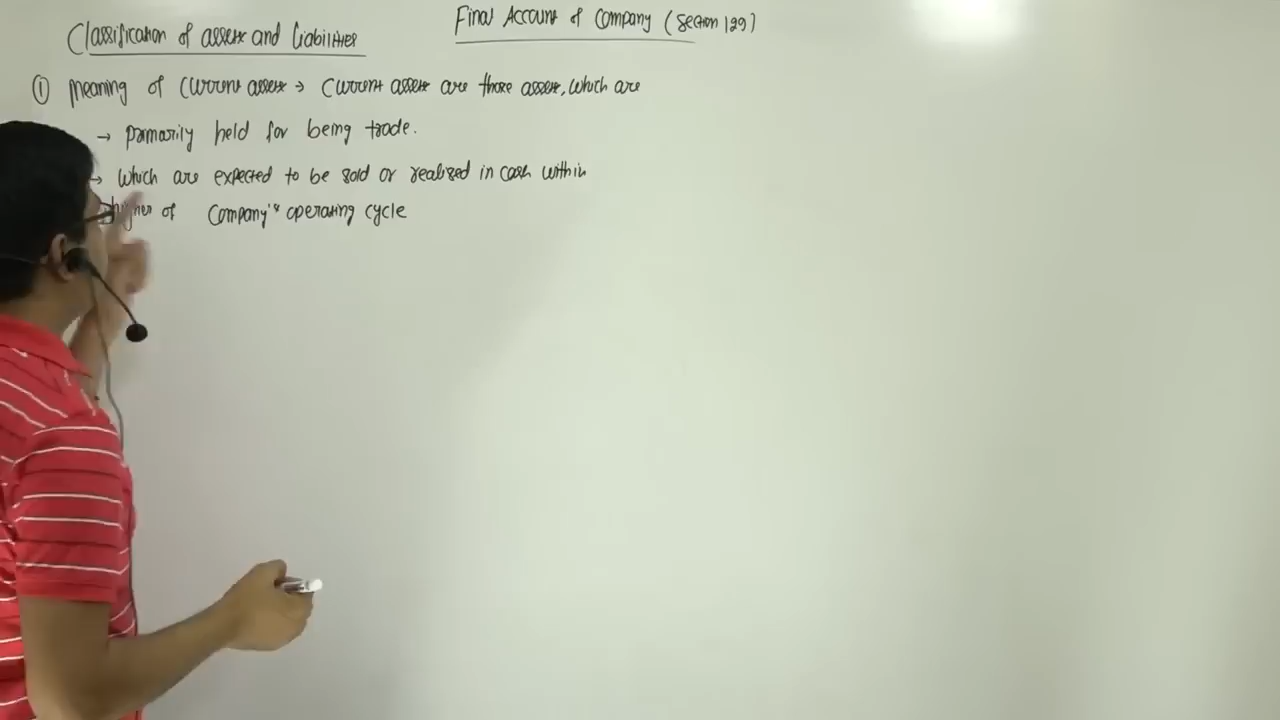 Final Account of Company (Section 129)
Classification of assets and Liabilities
① Meaning of Current assets → Current assets are those assets, which are
→ Primarily held for being trade.
→ Which are expected to be sold or realized in cash within
higher of Company's operating cycle